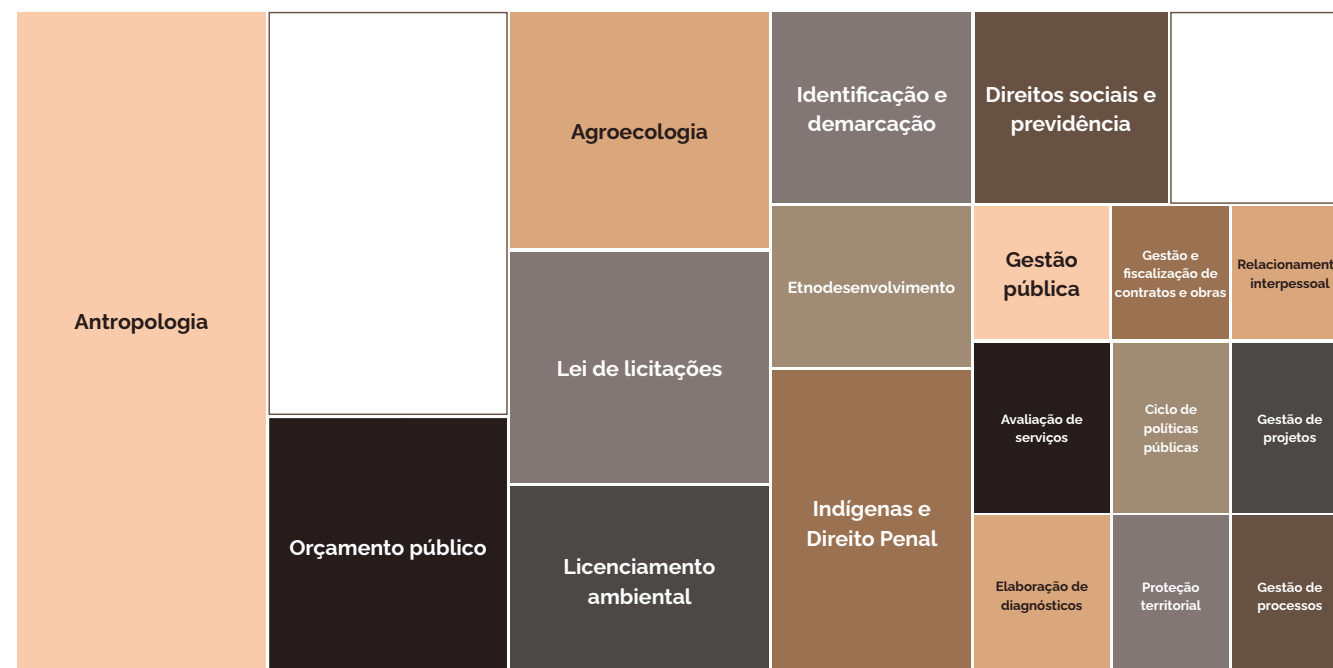 Antropologia
Orçamento público
Agroecologia
Lei de licitações
Licenciamento
ambiental
Identificação e
demarcação
Etnodesenvolvimento
Indígenas e
Direito Penal
Direitos sociais e
previdência
Gestão
pública
Gestão e
fiscalização de
contratos e obras
Relacionament
interpessoal
Avaliação de
serviços
Ciclo de
políticas
públicas
Gestão de
projetos
Elaboração de
diagnósticos
Proteção
territorial
Gestão de
processos